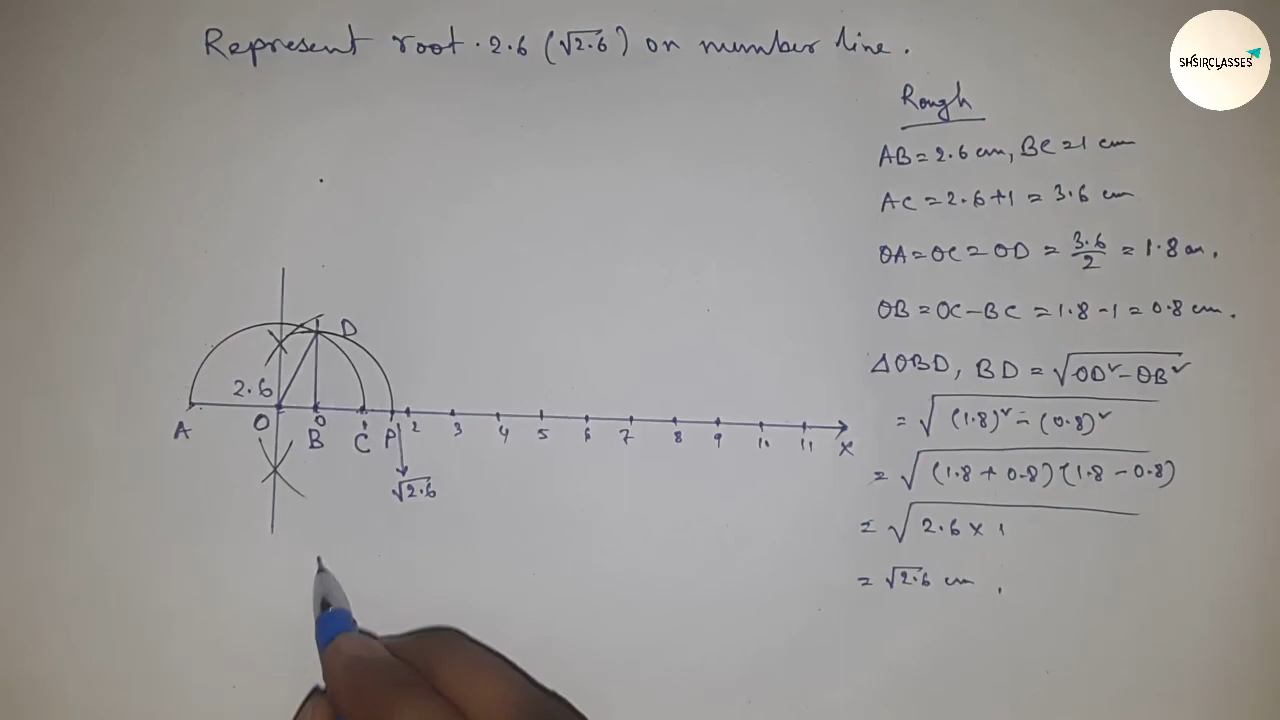 Represent root . 2.6 (√2.6) on number line.
SHSIRCLASSES
Rough
AB = 2.6 cm, BC = 1 cm
AC = 2.6 + 1 = 3.6 cm
OA = OC = OD = 3.6/2 = 1.8 cm.
OB = OC - BC = 1.8 - 1 = 0.8 cm.
△OBD, BD = √OD² - OB²
= √(1.8)² - (0.8)²
= √(1.8 + 0.8)(1.8 - 0.8)
= √2.6 × 1
= √2.6 cm.
D
2.6
A O B 0 C P 2 3 4 5 6 7 8 9 10 11 X
√2.6